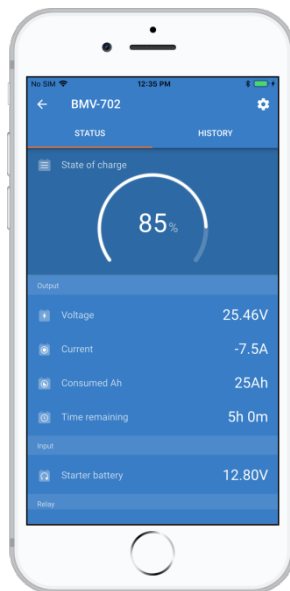 No SIM 12:35 PM
BMV-702
STATUS HISTORY
State of charge
85%
Output
Voltage 25.46V
Current -7.5A
Consumed Ah 25Ah
Time remaining 5h 0m
Input
Starter battery 12.80V
Relay